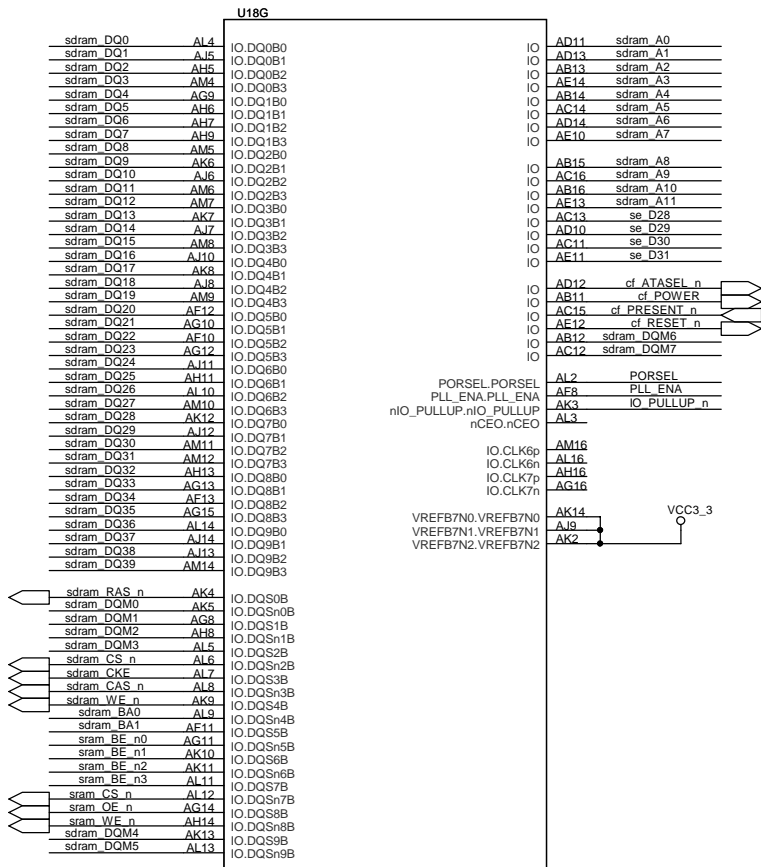 U18G
sdram_DQ0 AL4 IO.DQ0B0 IO AD11 sdram_A0
sdram_DQ1 AJ5 IO.DQ0B1 IO AD13 sdram_A1
sdram_DQ2 AH5 IO.DQ0B2 IO AB13 sdram_A2
sdram_DQ3 AM4 IO.DQ0B3 IO AE14 sdram_A3
sdram_DQ4 AG9 IO.DQ1B0 IO AB14 sdram_A4
sdram_DQ5 AH6 IO.DQ1B1 IO AC14 sdram_A5
sdram_DQ6 AH7 IO.DQ1B2 IO AD14 sdram_A6
sdram_DQ7 AH9 IO.DQ1B3 IO AE10 sdram_A7
sdram_DQ8 AM5 IO.DQ2B0
sdram_DQ9 AK6 IO.DQ2B1 IO AB15 sdram_A8
sdram_DQ10 AJ6 IO.DQ2B2 IO AC16 sdram_A9
sdram_DQ11 AM6 IO.DQ2B3 IO AB16 sdram_A10
sdram_DQ12 AM7 IO.DQ3B0 IO AE13 sdram_A11
sdram_DQ13 AK7 IO.DQ3B1 IO AC13 se_D28
sdram_DQ14 AJ7 IO.DQ3B2 IO AD10 se_D29
sdram_DQ15 AM8 IO.DQ3B3 IO AC11 se_D30
sdram_DQ16 AJ10 IO.DQ4B0 IO AE11 se_D31
sdram_DQ17 AK8 IO.DQ4B1
sdram_DQ18 AJ8 IO.DQ4B2 IO AD12 cf_ATASEL_n
sdram_DQ19 AM9 IO.DQ4B3 IO AB11 cf_POWER
sdram_DQ20 AF12 IO.DQ5B0 IO AC15 cf_PRESENT_n
sdram_DQ21 AG10 IO.DQ5B1 IO AE12 cf_RESET_n
sdram_DQ22 AF10 IO.DQ5B2 IO AB12 sdram_DQM6
sdram_DQ23 AG12 IO.DQ5B3 IO AC12 sdram_DQM7
sdram_DQ24 AJ11 IO.DQ6B0
sdram_DQ25 AH11 IO.DQ6B1 PORSEL.PORSEL AL2 PORSEL
sdram_DQ26 AL10 IO.DQ6B2 PLL_ENA.PLL_ENA AE8 PLL_ENA
sdram_DQ27 AM10 IO.DQ6B3 nIO_PULLUP.nIO_PULLUP AK3 IO_PULLUP_n
sdram_DQ28 AK12 IO.DQ7B0 nCEO.nCEO AL3
sdram_DQ29 AJ12 IO.DQ7B1
sdram_DQ30 AM11 IO.DQ7B2 IO.CLK6p AM16
sdram_DQ31 AM12 IO.DQ7B3 IO.CLK6n AL16
sdram_DQ32 AH13 IO.DQ8B0 IO.CLK7p AH16
sdram_DQ33 AG13 IO.DQ8B1 IO.CLK7n AG16
sdram_DQ34 AF13 IO.DQ8B2
sdram_DQ35 AG15 IO.DQ8B3 VREFB7N0.VREFB7N0 AK14 VCC3_3
sdram_DQ36 AL14 IO.DQ9B0 VREFB7N1.VREFB7N1 AJ9
sdram_DQ37 AJ14 IO.DQ9B1 VREFB7N2.VREFB7N2 AK2
sdram_DQ38 AJ13 IO.DQ9B2
sdram_DQ39 AM14 IO.DQ9B3
sdram_RAS_n AK4 IO.DQS0B
sdram_DQM0 AK5 IO.DQSn0B
sdram_DQM1 AG8 IO.DQS1B
sdram_DQM2 AH8 IO.DQSn1B
sdram_DQM3 AL5 IO.DQS2B
sdram_CS_n AL6 IO.DQSn2B
sdram_CKE AL7 IO.DQS3B
sdram_CAS_n AL8 IO.DQSn3B
sdram_WE_n AK9 IO.DQS4B
sdram_BA0 AL9 IO.DQSn4B
sdram_BA1 AF11 IO.DQS5B
sram_BE_n0 AG11 IO.DQSn5B
sram_BE_n1 AK10 IO.DQS6B
sram_BE_n2 AK11 IO.DQSn6B
sram_BE_n3 AL11 IO.DQS7B
sram_CS_n AL12 IO.DQSn7B
sram_OE_n AG14 IO.DQS8B
sram_WE_n AH14 IO.DQSn8B
sdram_DQM4 AK13 IO.DQS9B
sdram_DQM5 AL13 IO.DQSn9B